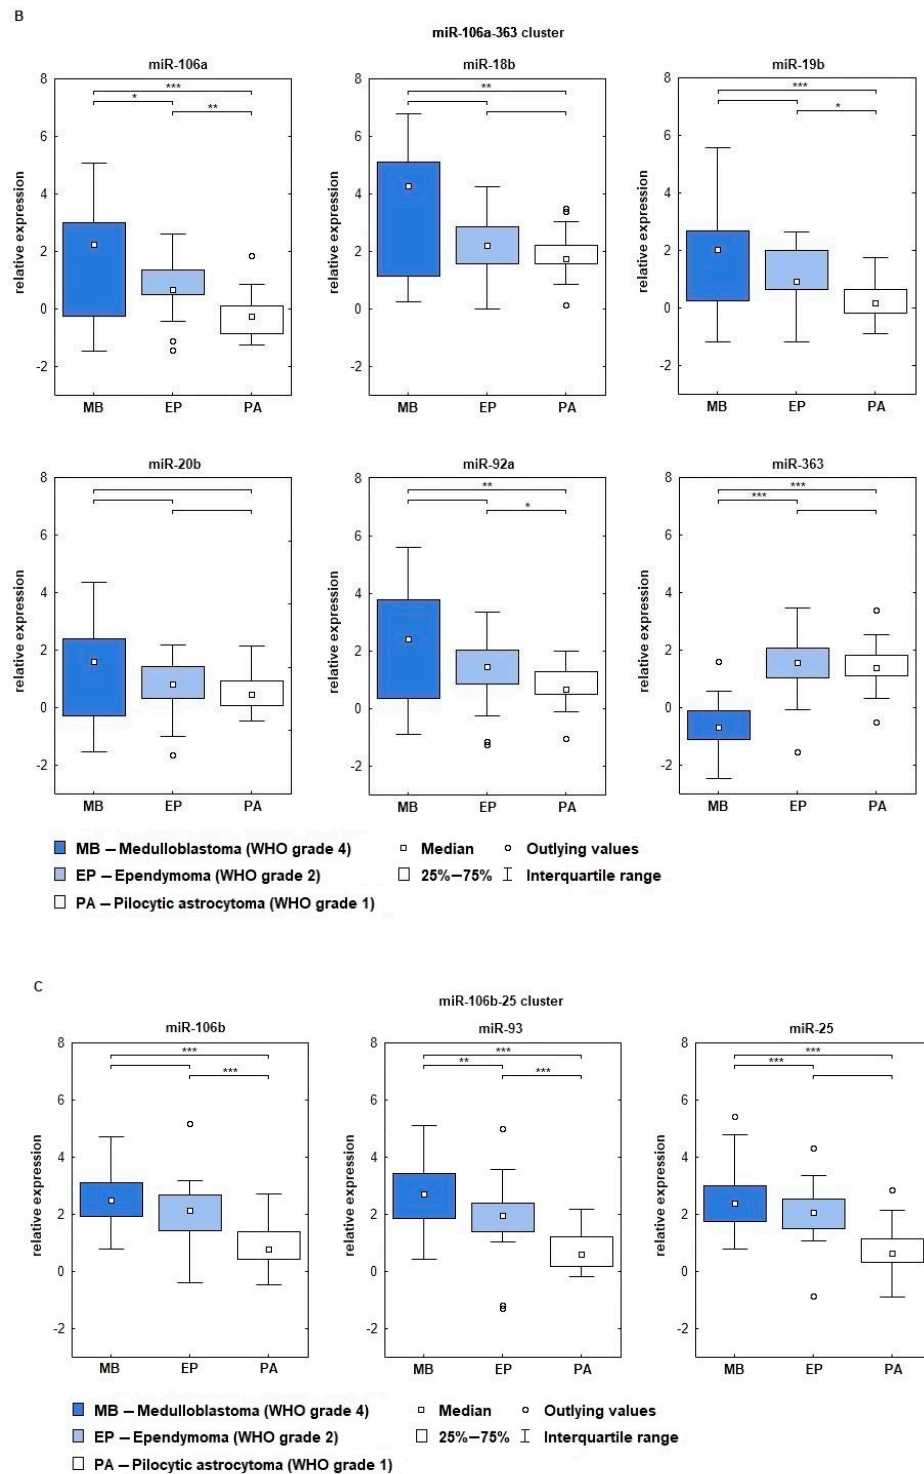 B
miR-106a-363 cluster
miR-106a miR-18b miR-19b
8 8 8
*** ** ***
* ** *
6 6 6
4 4 4
2 2 2
0 0 0
-2 -2 -2
relative expression relative expression relative expression
MB EP PA MB EP PA MB EP PA
miR-20b miR-92a miR-363
8 8 8
** ***
* ***
6 6 6
4 4 4
2 2 2
0 0 0
-2 -2 -2
relative expression relative expression relative expression
MB EP PA MB EP PA MB EP PA
MB – Medulloblastoma (WHO grade 4) Median Outlying values
EP – Ependymoma (WHO grade 2) 25%–75% Interquartile range
PA – Pilocytic astrocytoma (WHO grade 1)
C
miR-106b-25 cluster
miR-106b miR-93 miR-25
8 8 8
*** *** ***
*** ** *** ***
6 6 6
4 4 4
2 2 2
0 0 0
-2 -2 -2
relative expression relative expression relative expression
MB EP PA MB EP PA MB EP PA
MB – Medulloblastoma (WHO grade 4) Median Outlying values
EP – Ependymoma (WHO grade 2) 25%–75% Interquartile range
PA – Pilocytic astrocytoma (WHO grade 1)